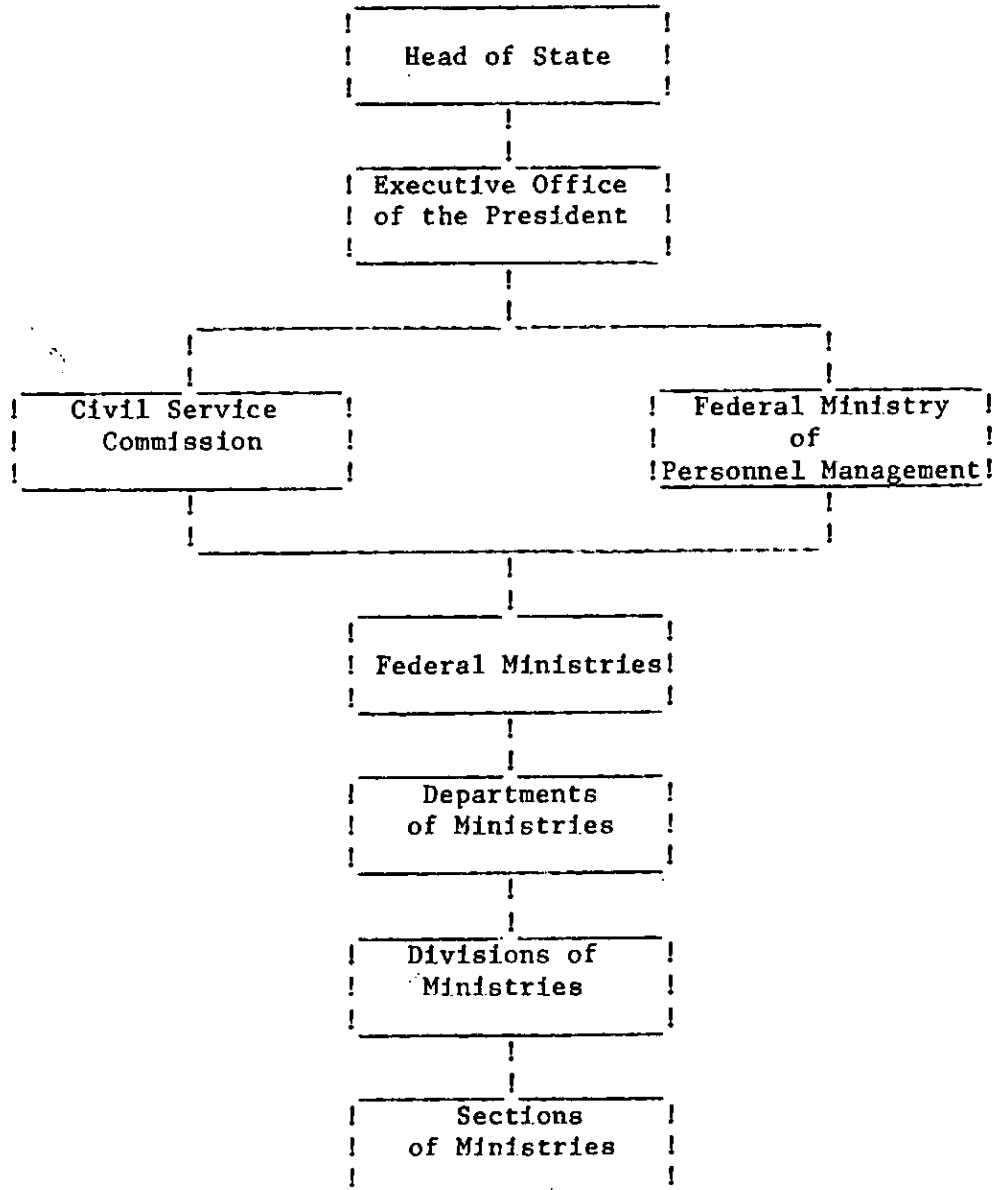 Head of State
Executive Office
of the President
Civil Service
Commission
Federal Ministry
of
Personnel Management
Federal Ministries
Departments
of Ministries
Divisions of
Ministries
Sections
of Ministries